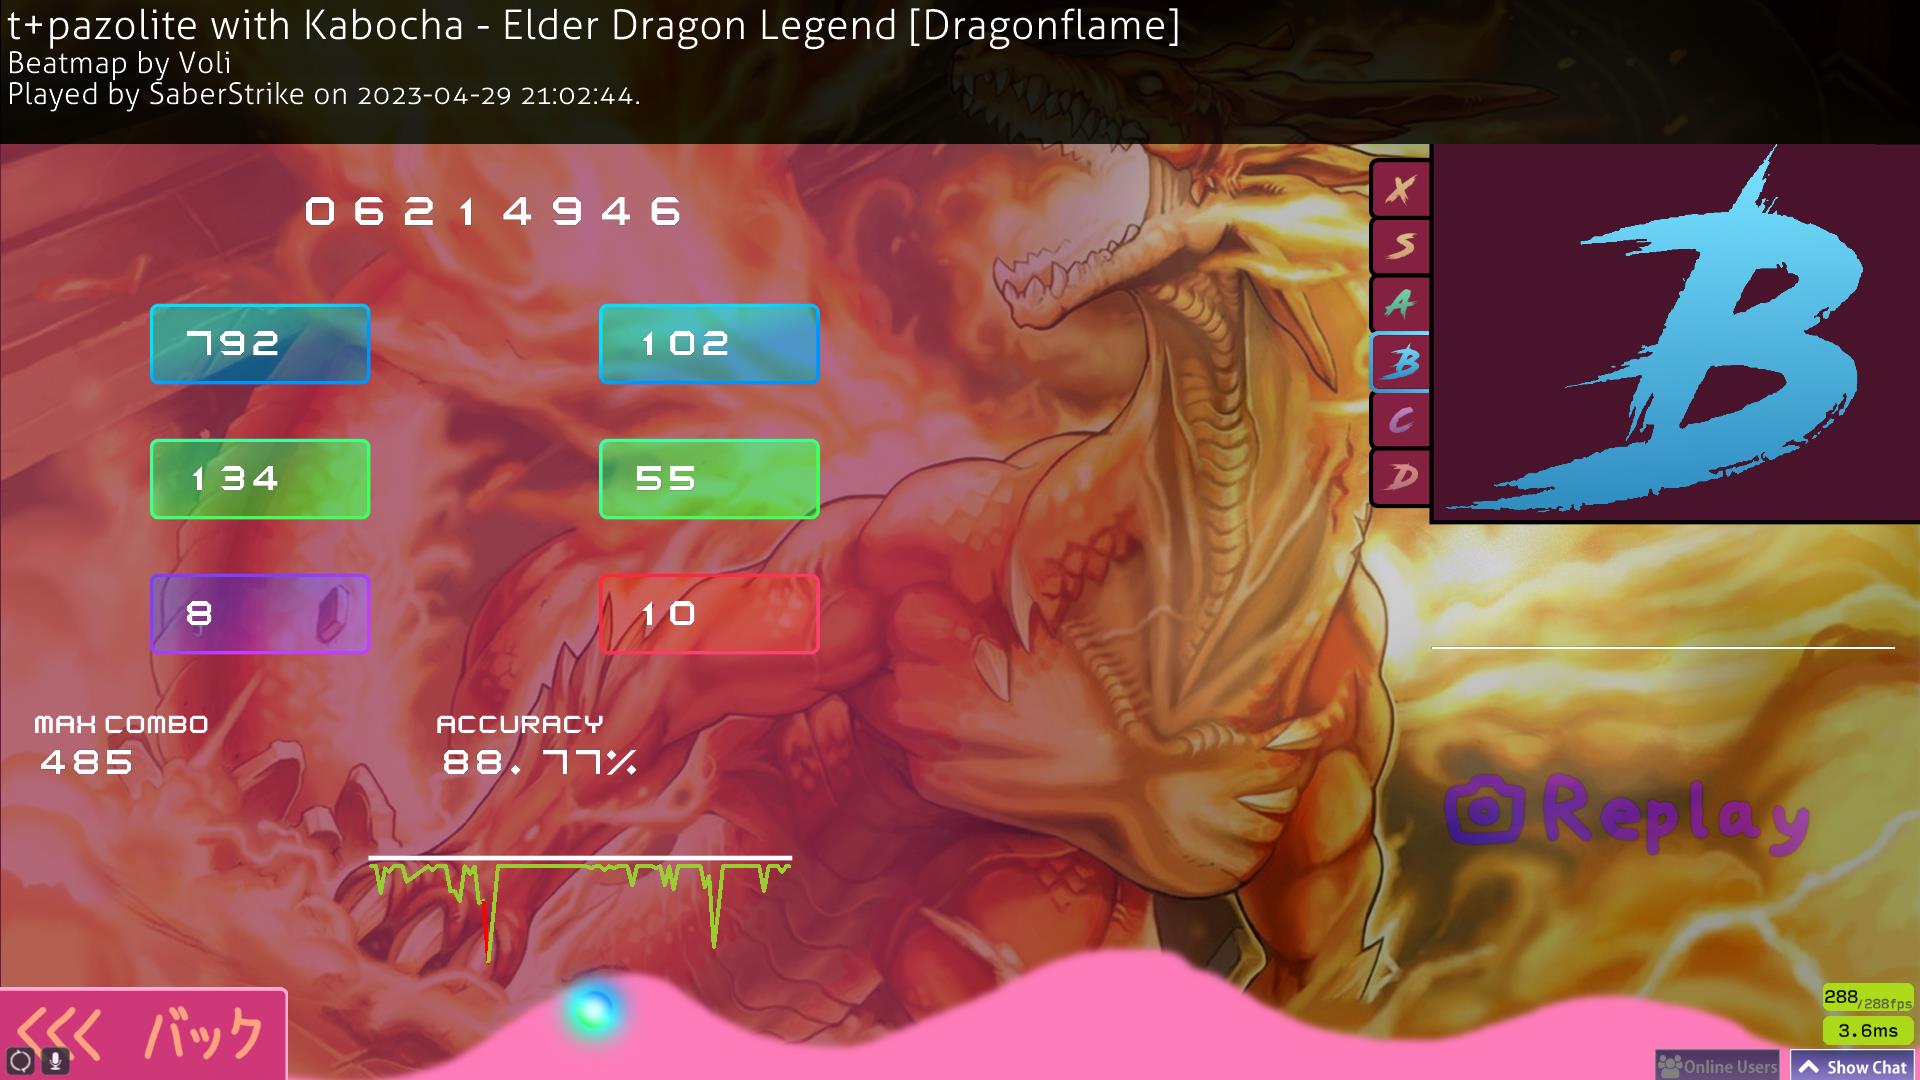 t+pazolite with Kabocha - Elder Dragon Legend [Dragonflame]
Beatmap by Voli
Played by SaberStrike on 2023-04-29 21:02:44.
06214946
X
S
A
B
C
D
B
792
102
134
55
8
10
MAX COMBO
485
ACCURACY
88.77%
Replay
バック
288/288fps
3.6ms
Online Users
Show Chat